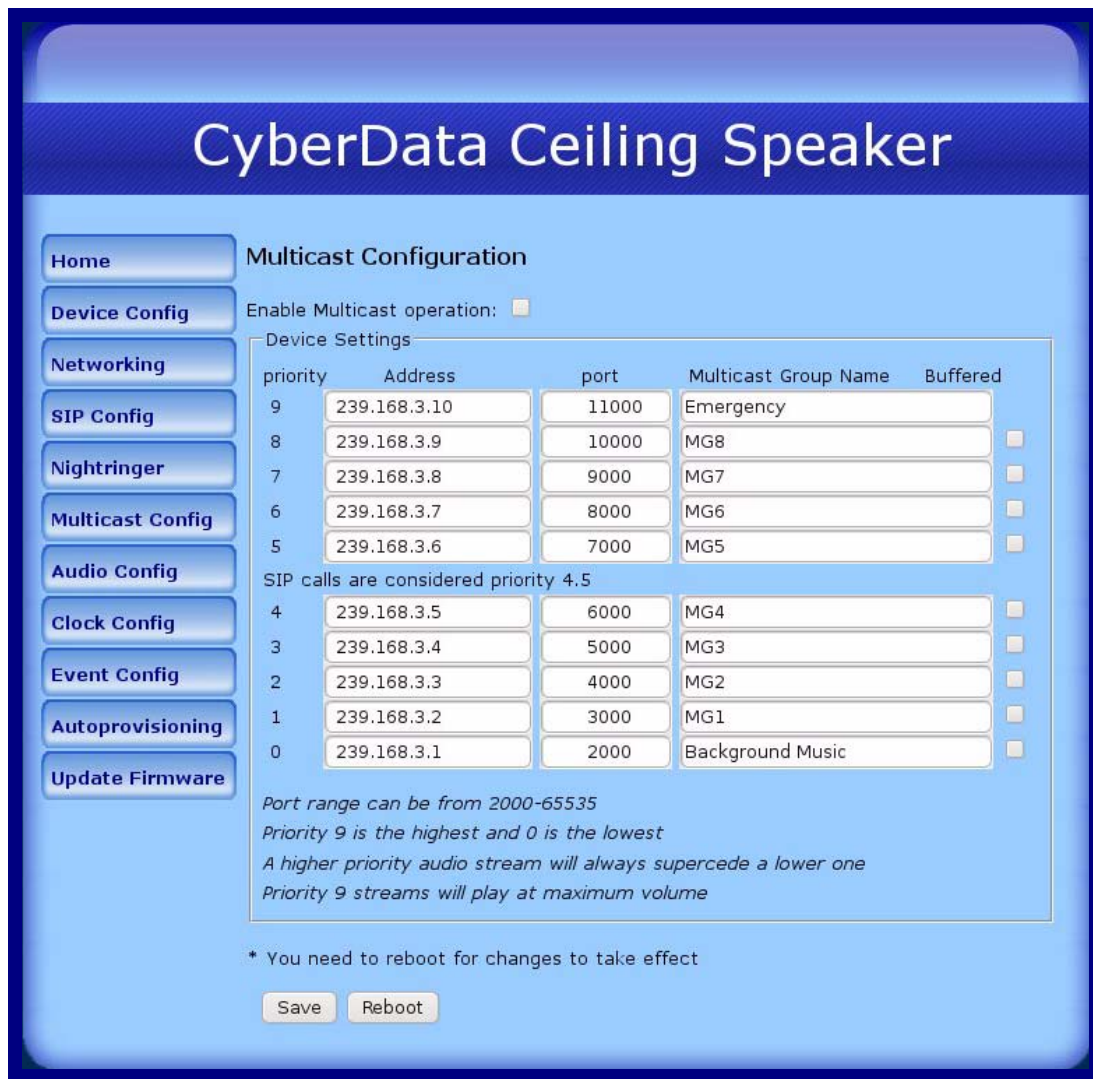 CyberData Ceiling Speaker
Home
Device Config
Networking
SIP Config
Nightringer
Multicast Config
Audio Config
Clock Config
Event Config
Autoprovisioning
Update Firmware
Multicast Configuration
Enable Multicast operation:
Device Settings
priority Address port Multicast Group Name Buffered
9 239.168.3.10 11000 Emergency
8 239.168.3.9 10000 MG8
7 239.168.3.8 9000 MG7
6 239.168.3.7 8000 MG6
5 239.168.3.6 7000 MG5
SIP calls are considered priority 4.5
4 239.168.3.5 6000 MG4
3 239.168.3.4 5000 MG3
2 239.168.3.3 4000 MG2
1 239.168.3.2 3000 MG1
0 239.168.3.1 2000 Background Music
Port range can be from 2000-65535
Priority 9 is the highest and 0 is the lowest
A higher priority audio stream will always supercede a lower one
Priority 9 streams will play at maximum volume
* You need to reboot for changes to take effect
Save Reboot